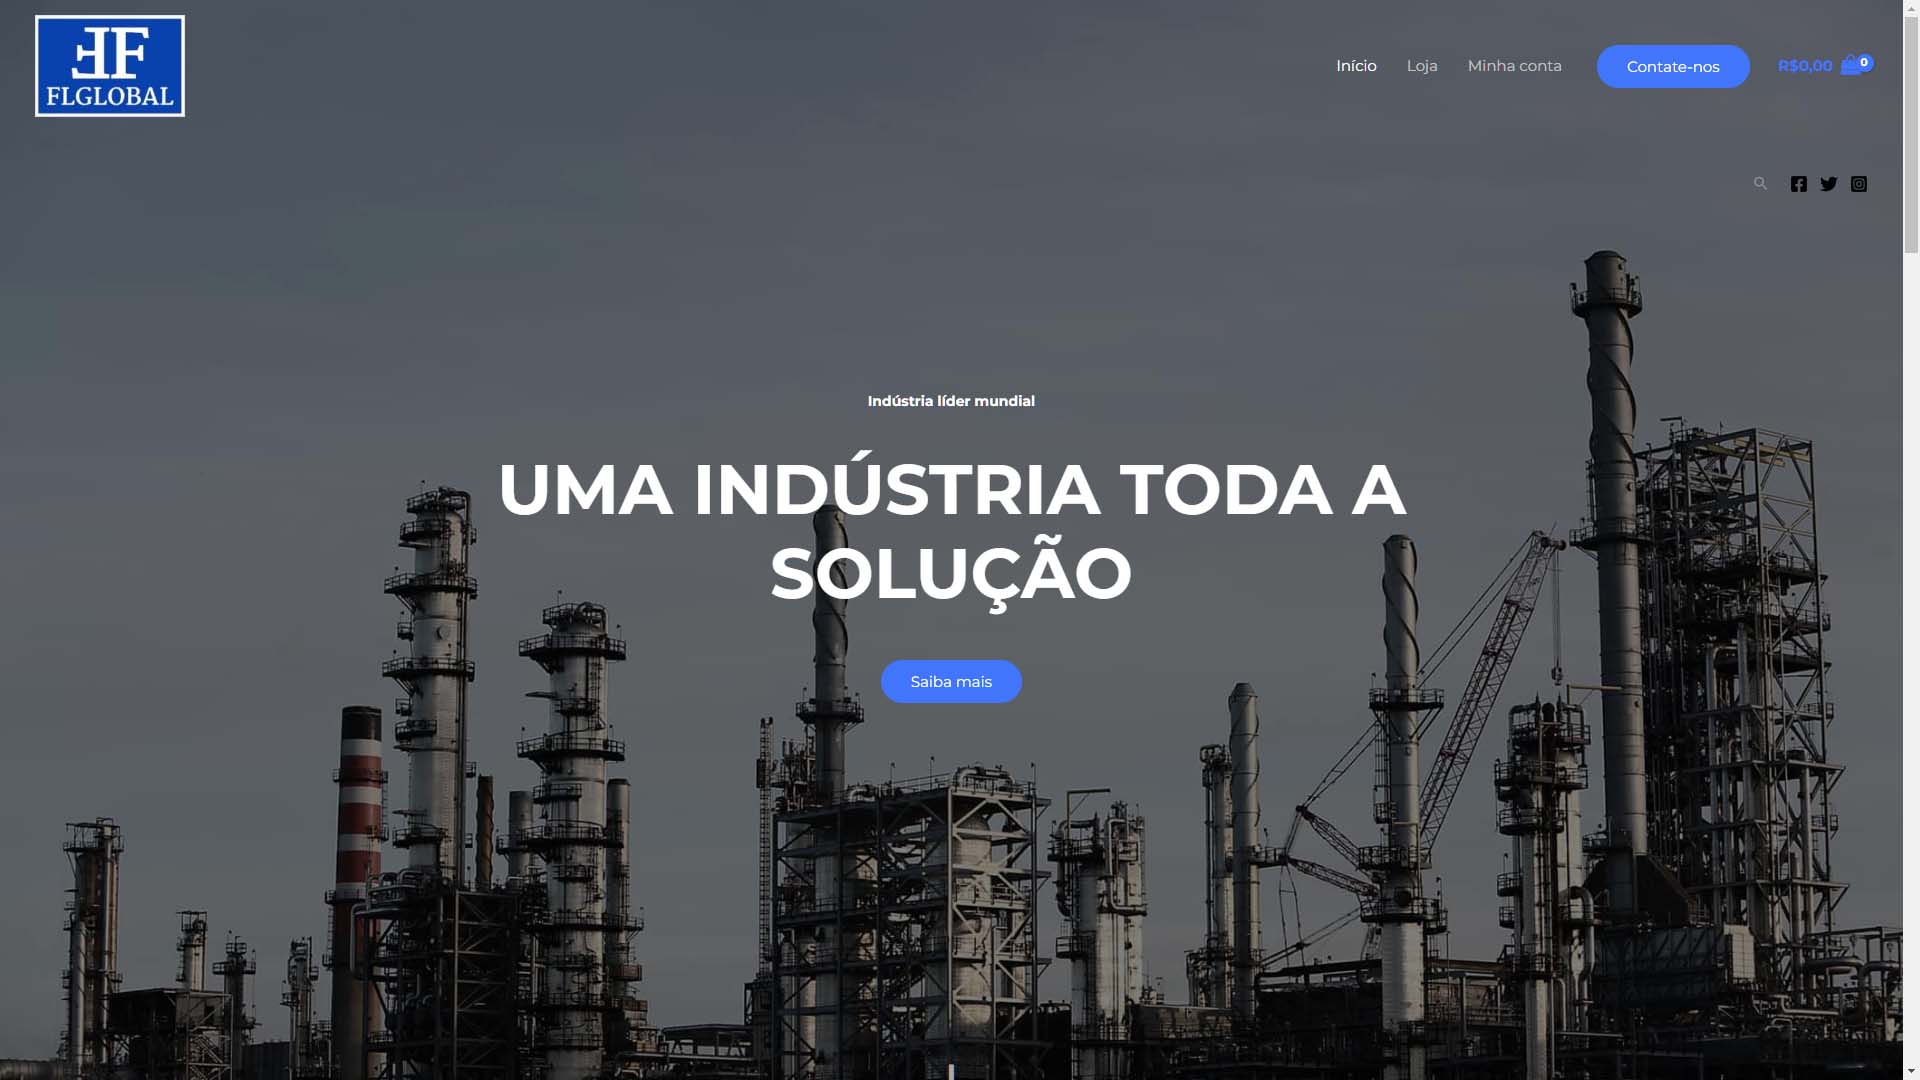 FF
FLGLOBAL
Início
Loja
Minha conta
Contate-nos
R$0,00
0
Indústria líder mundial
UMA INDÚSTRIA TODA A
SOLUÇÃO
Saiba mais